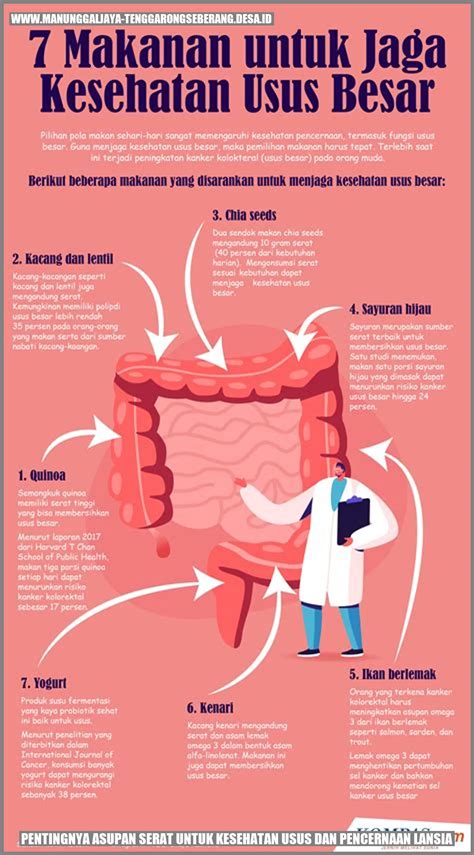 WWW.MANUNGGALJAYA-TENGGARONGSEBERANG.DESA.ID
7 Makanan untuk Jaga
Kesehatan Usus Besar
Pilihan pola makan sehari-hari sangat memengaruhi kesehatan pencernaan, termasuk fungsi usus
besar. Guna menjaga kesehatan usus besar, maka pemilihan makanan harus tepat. Terlebih saat
ini terjadi peningkatan kanker kolokteral (usus besar) pada orang muda.
Berikut beberapa makanan yang disarankan untuk menjaga kesehatan usus besar:
3. Chia seeds
Dua sendok makan chia seeds
mengandung 10 gram serat
(40 persen dari kebutuhan
harian). Mengonsumsi serat
sesuai kebutuhan dapat
menjaga kesehatan usus
besar.
2. Kacang dan lentil
Kacang-kacangan seperti
kacang dan lentil juga
mengandung serat.
Kemungkinan memiliki polipdi
usus besar lebih rendah
35 persen pada orang-orang
yang makan serta dari sumber
nabati kacang-kaangan.
4. Sayuran hijau
Sayuran merupakan sumber
serat terbaik untuk
membersihkan usus besar.
Satu studi menemukan,
makan satu porsi sayuran
hijau yang dimasak dapat
menurunkan risiko kanker
usus besar hingga 24
persen.
1. Quinoa
Semangkuk quinoa
memiliki serat tinggi
yang bisa membersihkan
usus besar.
Menurut laporan 2017
dari Harvard T Chan
School of Public Health,
makan tiga porsi quinoa
setiap hari dapat
menurunkan risiko
kanker kolorektal
sebesar 17 persen.
5. Ikan berlemak
Orang yang terkena kanker
kolorektal harus
meningkatkan asupan omega
3 dari ikan berlemak
seperti salmon, sarden, dan
trout.
Lemak omega 3 dapat
menghentikan pertumbuhan
sel kanker dan bahkan
mendorong kematian sel
kanker usus besar
7. Yogurt
Produk susu fermentasi
yang kaya probiotik sehat
ini baik untuk usus.
Menurut penelitian yang
diterbitkan dalam
International Journal of
Cancer, konsumsi banyak
yogurt dapat mengurangi
risiko kanker kolorektal
sebanyak 38 persen.
6. Kenari
Kacang kenari mengandung
serat dan asam lemak
omega 3 dalam bentuk asam
alfa-linolenat. Makanan ini
juga dapat membersihkan
usus besar.
PENTINGNYA ASUPAN SERAT UNTUK KESEHATAN USUS DAN PENCERNAAN LANSIA
JERNIH MELIHAT DUNIA